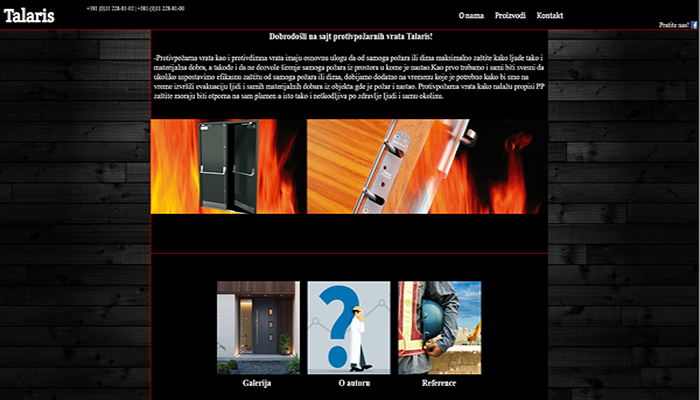 Talaris
+381 (0)11 228-81-02 | +381 (0)11 228-81-00
O nama Proizvodi Kontakt
Pratite nas!
Dobrodošli na sajt protivpožarnih vrata Talaris!
-Protivpožarna vrata kao i protivdimna vrata imaju osnovnu ulogu da od samoga požara ili dima maksimalno zaštite kako ljude tako i
materijalna dobra, a takođe i da ne dozvole širenje samoga požara iz prostora u kome je nastao.Kao prvo trebamo i sami biti svesni da
ukoliko uspostavimo efikasnu zaštitu od samoga požara ili dima, dobijamo dodatno na vremenu koje je potrebno kako bi smo na
vreme izvršili evakuaciju ljudi i samih materijalnih dobara iz objekta gde je požar i nastao. Protivpožarna vrata kako nalažu propisi PP
zaštite moraju biti otporna na sam plamen a isto tako i neškodljiva po zdravlje ljudi i samu okolinu.
Galerija O autoru Reference